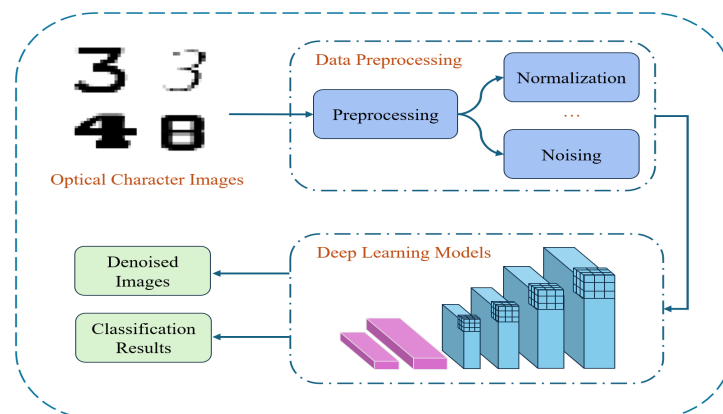 3 3
4 8
Optical Character Images
Data Preprocessing
Preprocessing
Normalization
...
Noising
Deep Learning Models
Denoised
Images
Classification
Results